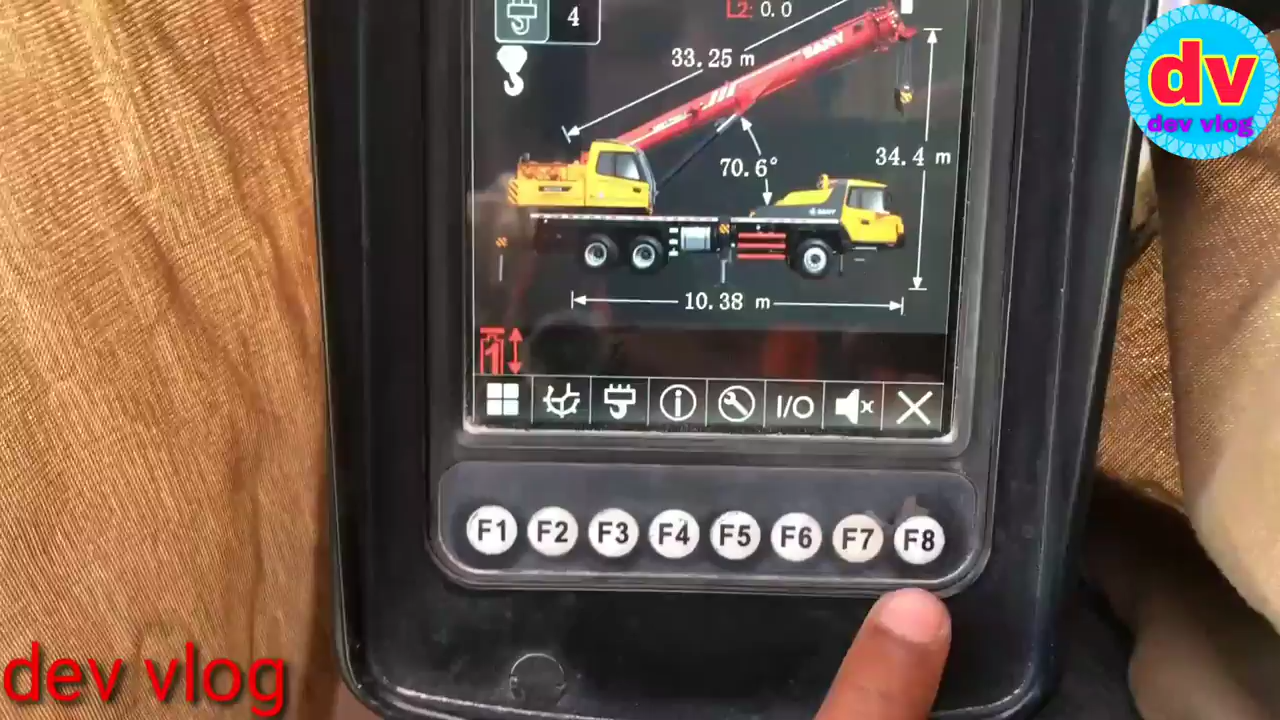 4
L2: 0.0
33.25 m
SANY
70.6°
34.4 m
10.38 m
I/O
F1 F2 F3 F4 F5 F6 F7 F8
dv
dev vlog
dev vlog